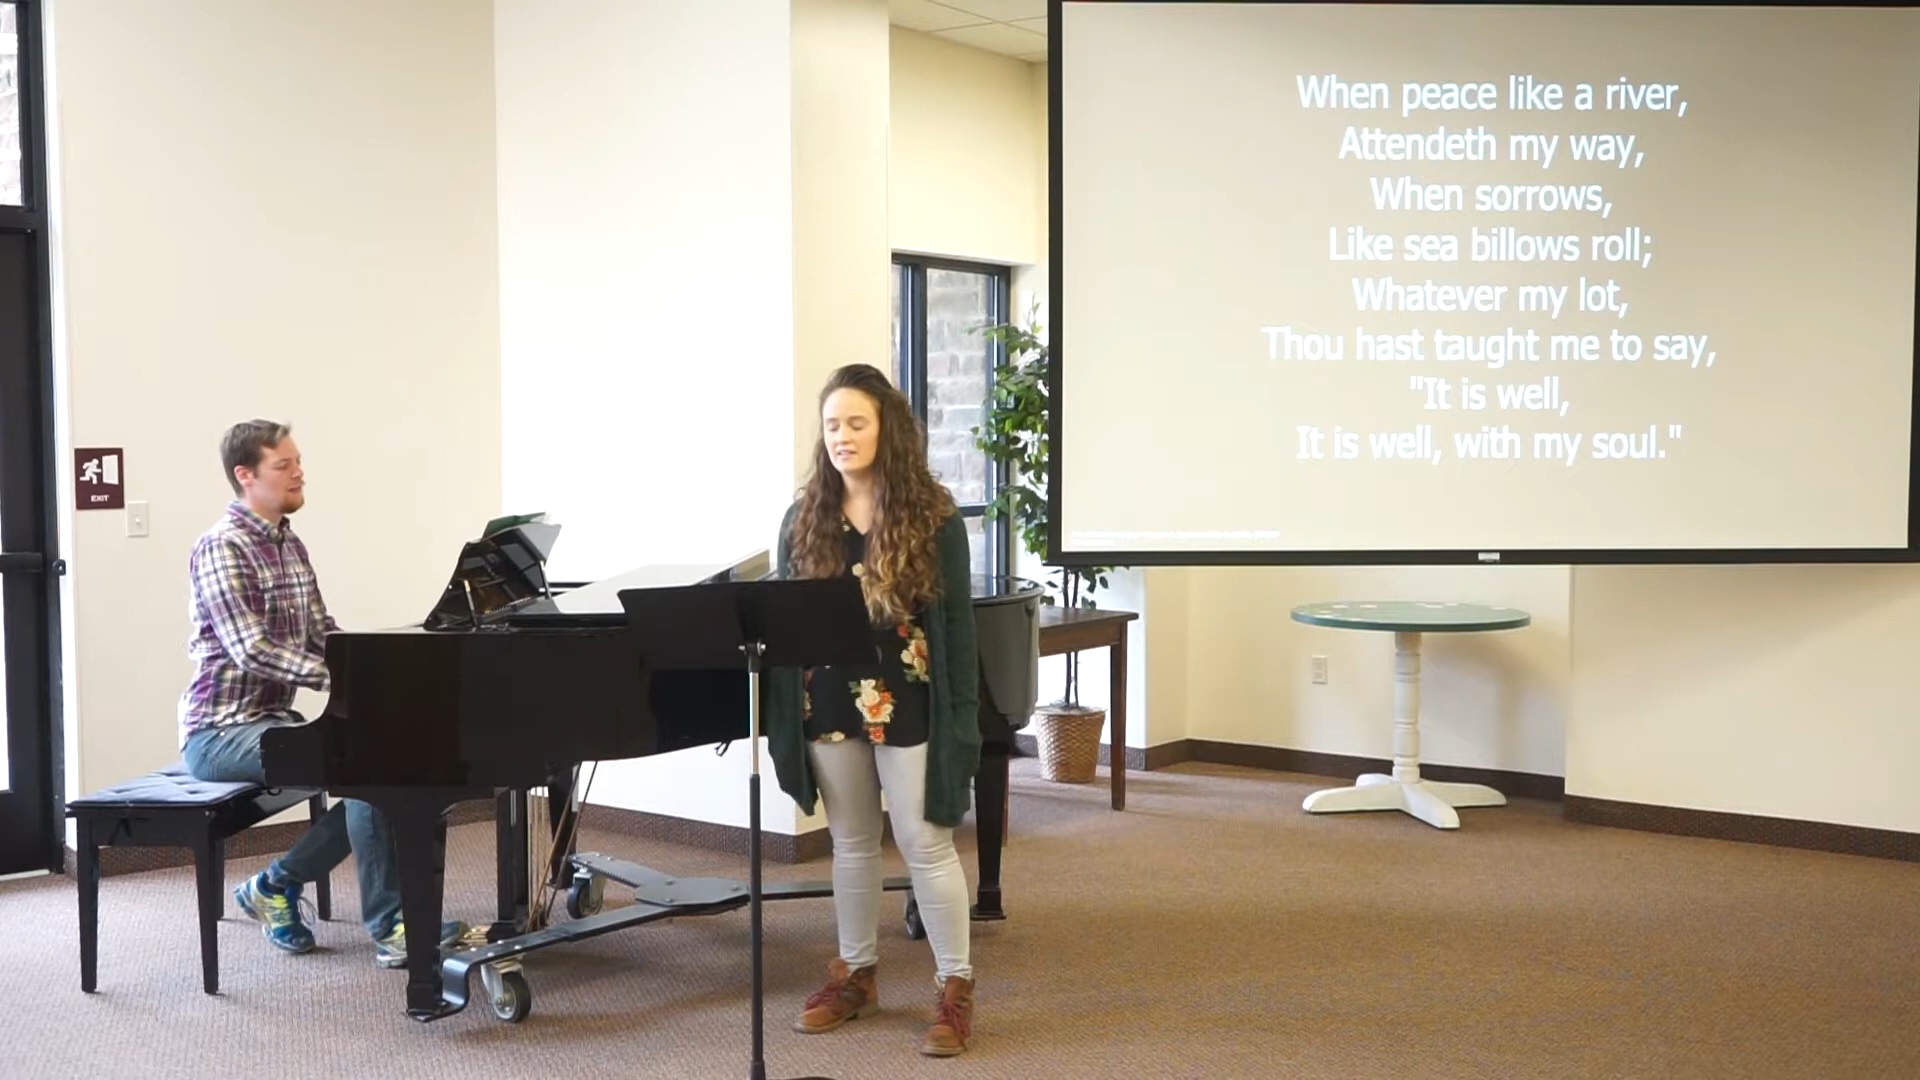 When peace like a river,
Attendeth my way,
When sorrows,
Like sea billows roll;
Whatever my lot,
Thou hast taught me to say,
"It is well,
It is well, with my soul."
EXIT